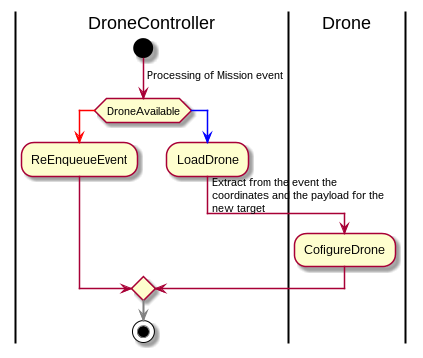 DroneController
Drone
Processing of Mission event
DroneAvailable
ReEnqueueEvent
LoadDrone
Extract from the event the
coordinates and the payload for the
new target
CofigureDrone